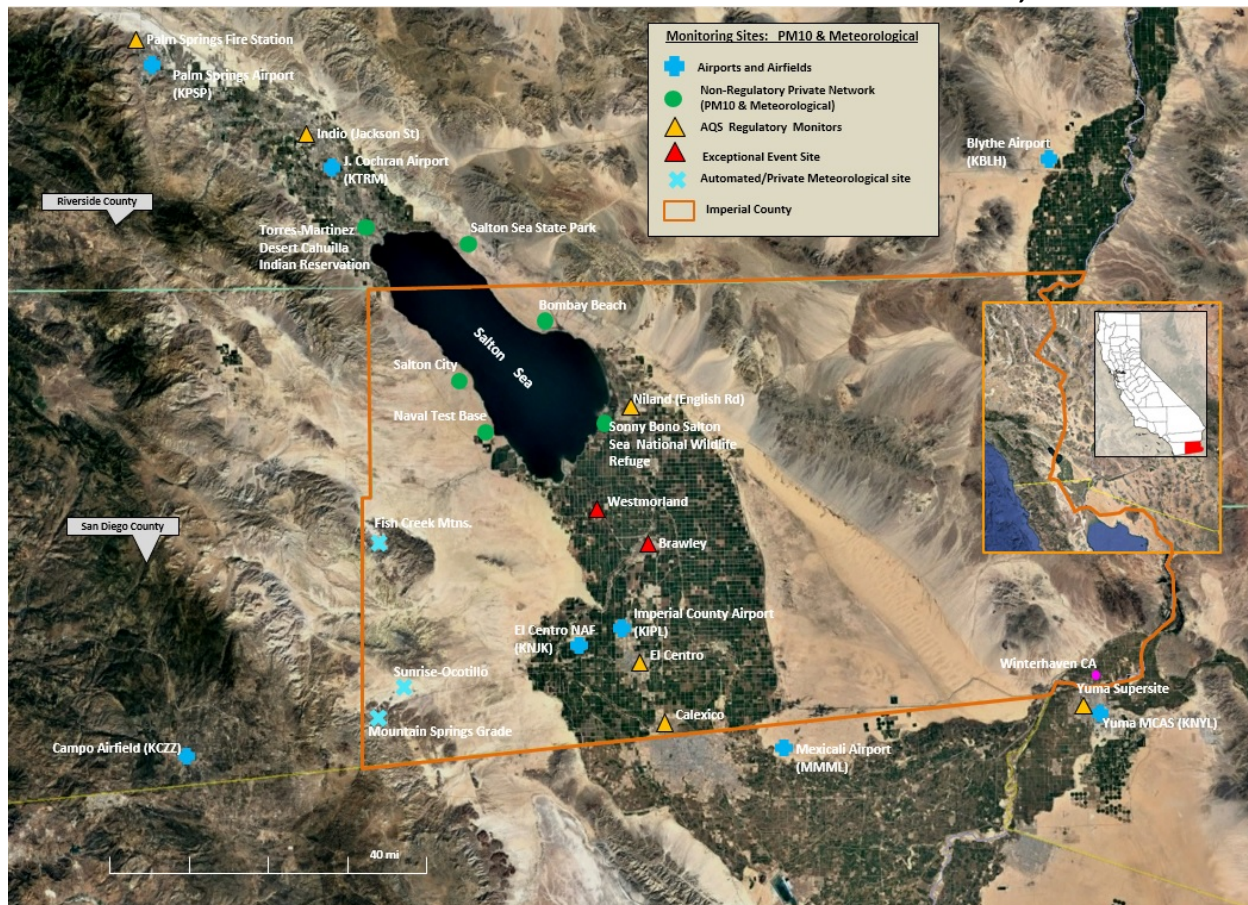 Palm Springs Fire Station
Palm Springs Airport
(KPSP)
Indio (Jackson St)
J. Cochran Airport
(KTRM)
Riverside County
Torres-Martinez
Desert Cahuilla
Indian Reservation
Salton Sea State Park
Monitoring Sites: PM10 & Meteorological
Airports and Airfields
Non-Regulatory Private Network
(PM10 & Meteorological)
AQS Regulatory Monitors
Exceptional Event Site
Automated/Private Meteorological site
Imperial County
Blythe Airport
(KBLH)
Bombay Beach
Salton Sea
Salton City
Naval Test Base
Niland (English Rd)
Sonny Bono Salton
Sea National Wildlife
Refuge
Westmorland
San Diego County
Fish Creek Mtns.
Brawley
Imperial County Airport
(KIPL)
El Centro NAF
(KNJK)
El Centro
Sunrise-Ocotillo
Winterhaven CA
Yuma Supersite
Yuma MCAS (KNYL)
Calexico
Mountain Springs Grade
Campo Airfield (KCZZ)
Mexicali Airport
(MMML)
40 mi